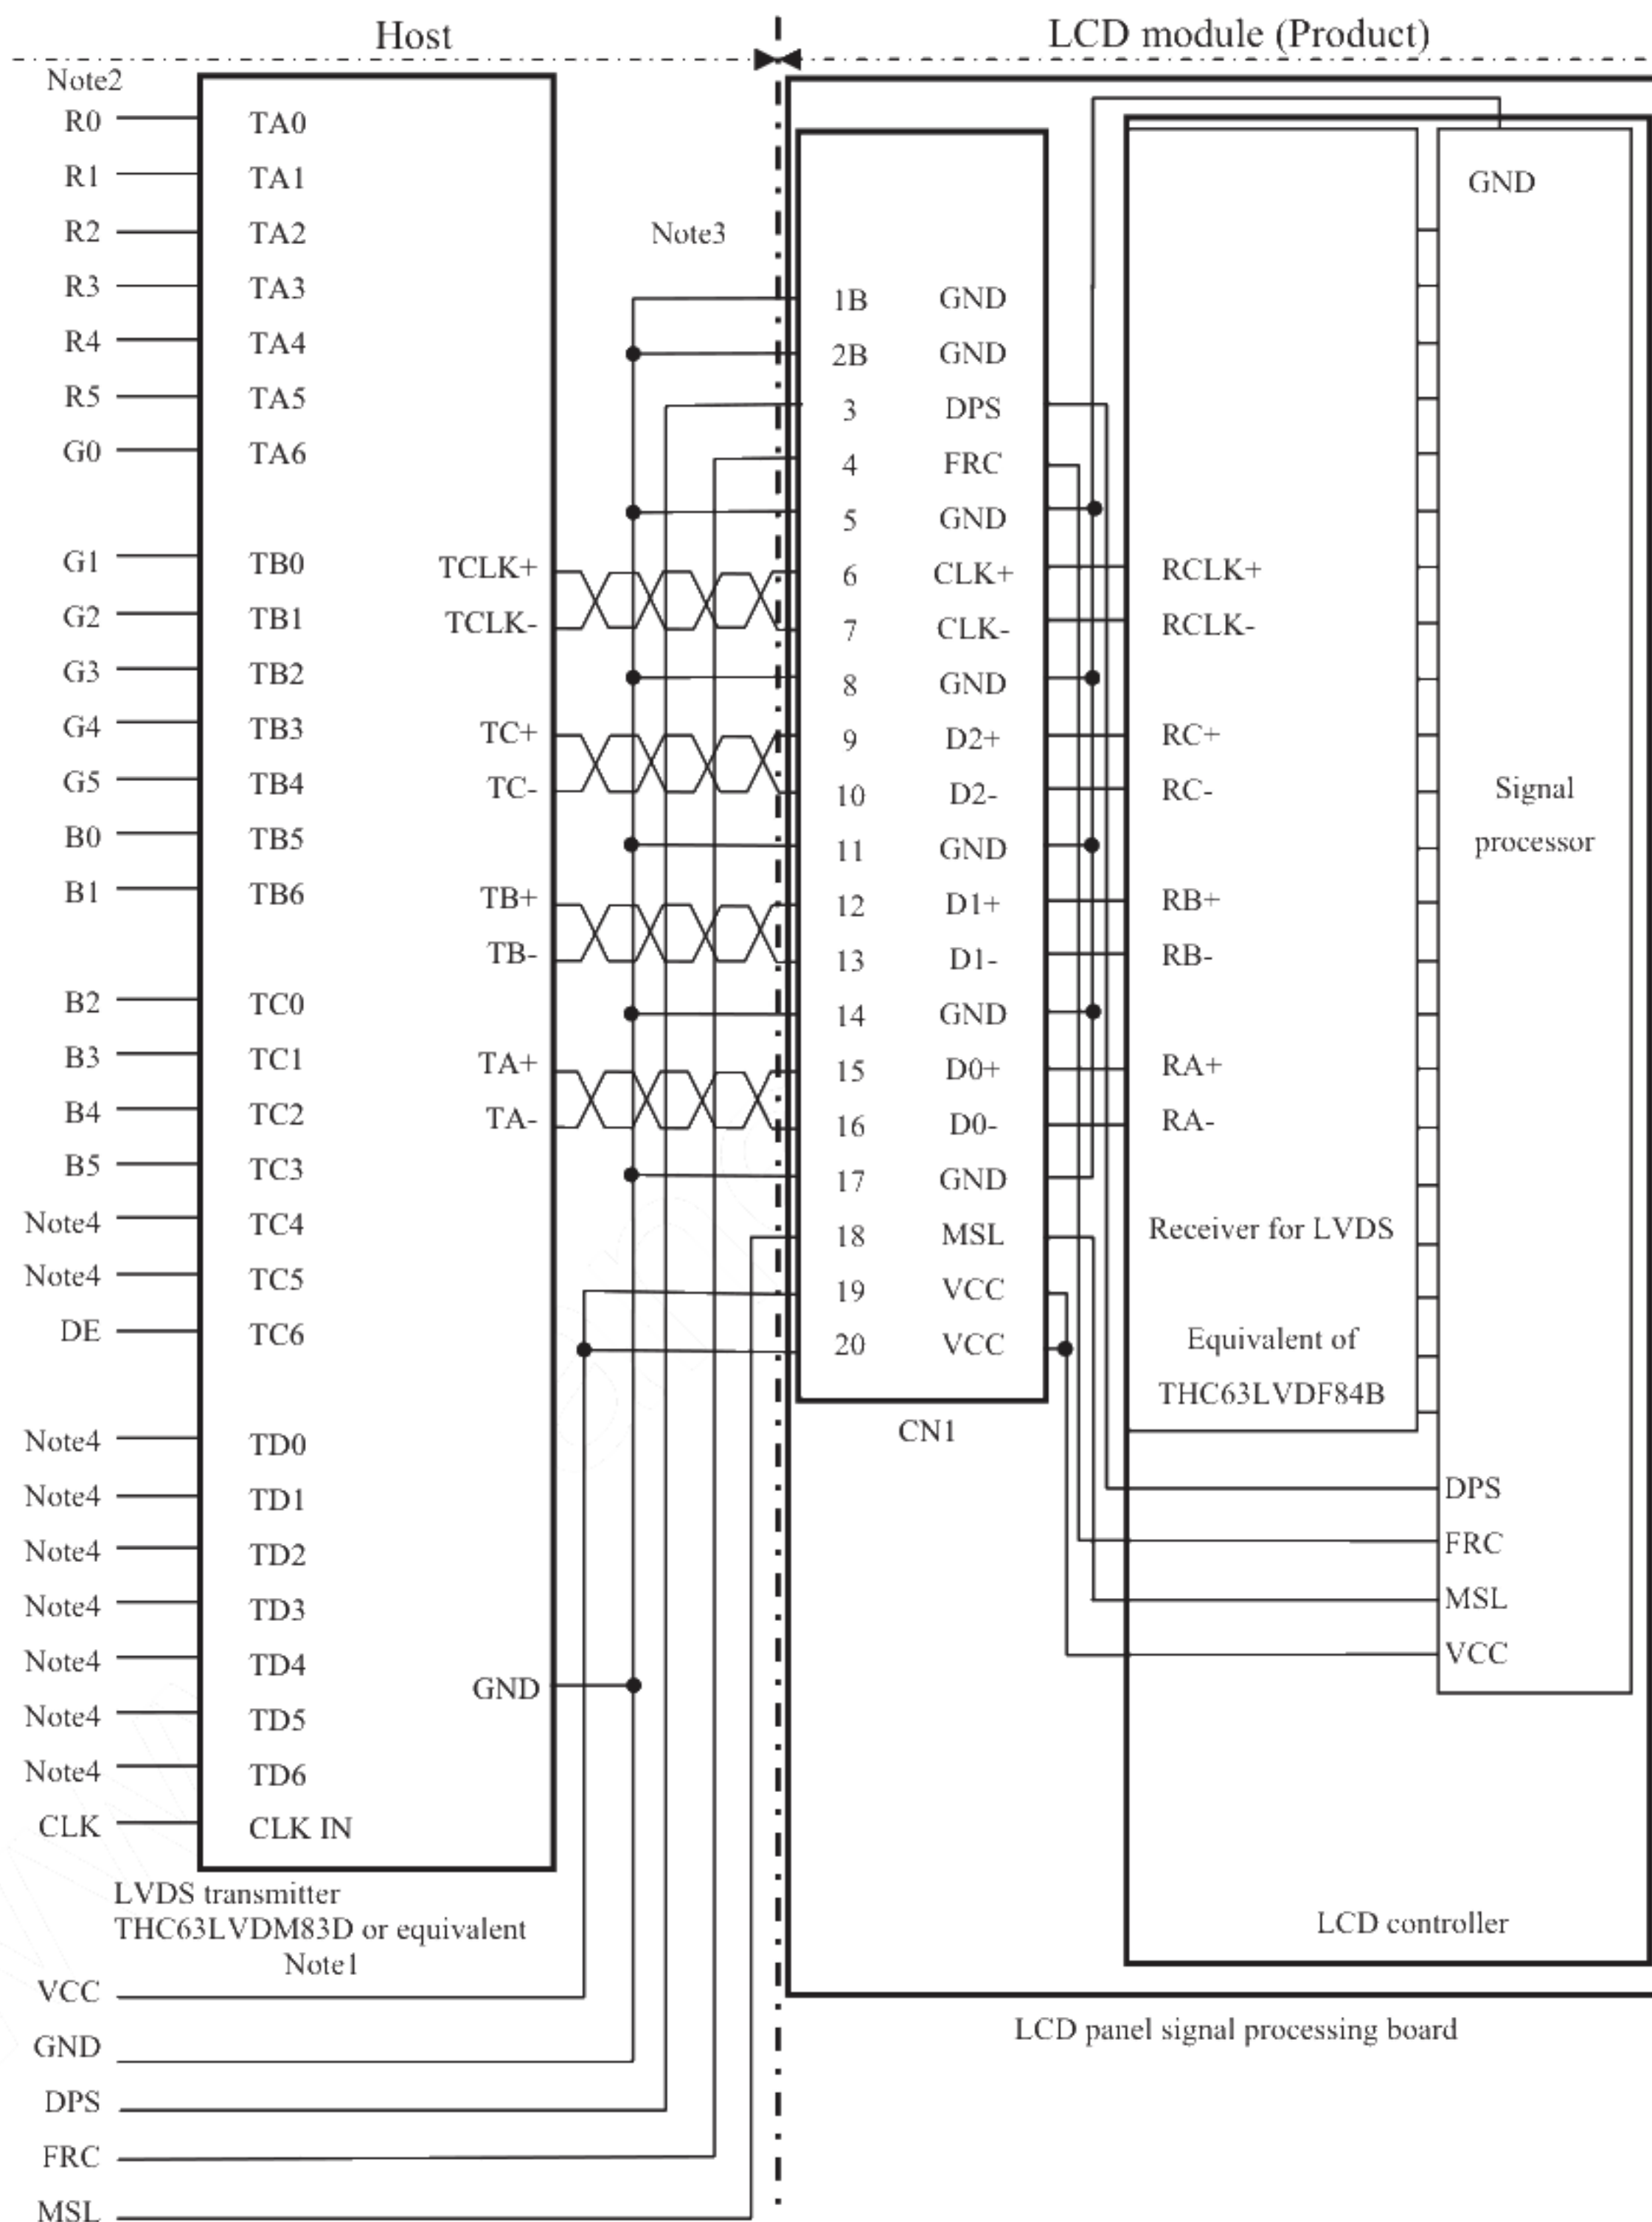 Host
LCD module (Product)
Note2
R0 TA0
R1 TA1
R2 TA2
R3 TA3
R4 TA4
R5 TA5
G0 TA6
G1 TB0
G2 TB1
G3 TB2
G4 TB3
G5 TB4
B0 TB5
B1 TB6
B2 TC0
B3 TC1
B4 TC2
B5 TC3
Note4 TC4
Note4 TC5
DE TC6
Note4 TD0
Note4 TD1
Note4 TD2
Note4 TD3
Note4 TD4
Note4 TD5
Note4 TD6
CLK CLK IN
TCLK+
TCLK-
TC+
TC-
TB+
TB-
TA+
TA-
GND
LVDS transmitter
THC63LVDM83D or equivalent
Note1
VCC
GND
DPS
FRC
MSL
Note3
1B GND
2B GND
3 DPS
4 FRC
5 GND
6 CLK+
7 CLK-
8 GND
9 D2+
10 D2-
11 GND
12 D1+
13 D1-
14 GND
15 D0+
16 D0-
17 GND
18 MSL
19 VCC
20 VCC
CN1
RCLK+
RCLK-
RC+
RC-
RB+
RB-
RA+
RA-
Receiver for LVDS
Equivalent of
THC63LVDF84B
GND
Signal
processor
DPS
FRC
MSL
VCC
LCD controller
LCD panel signal processing board